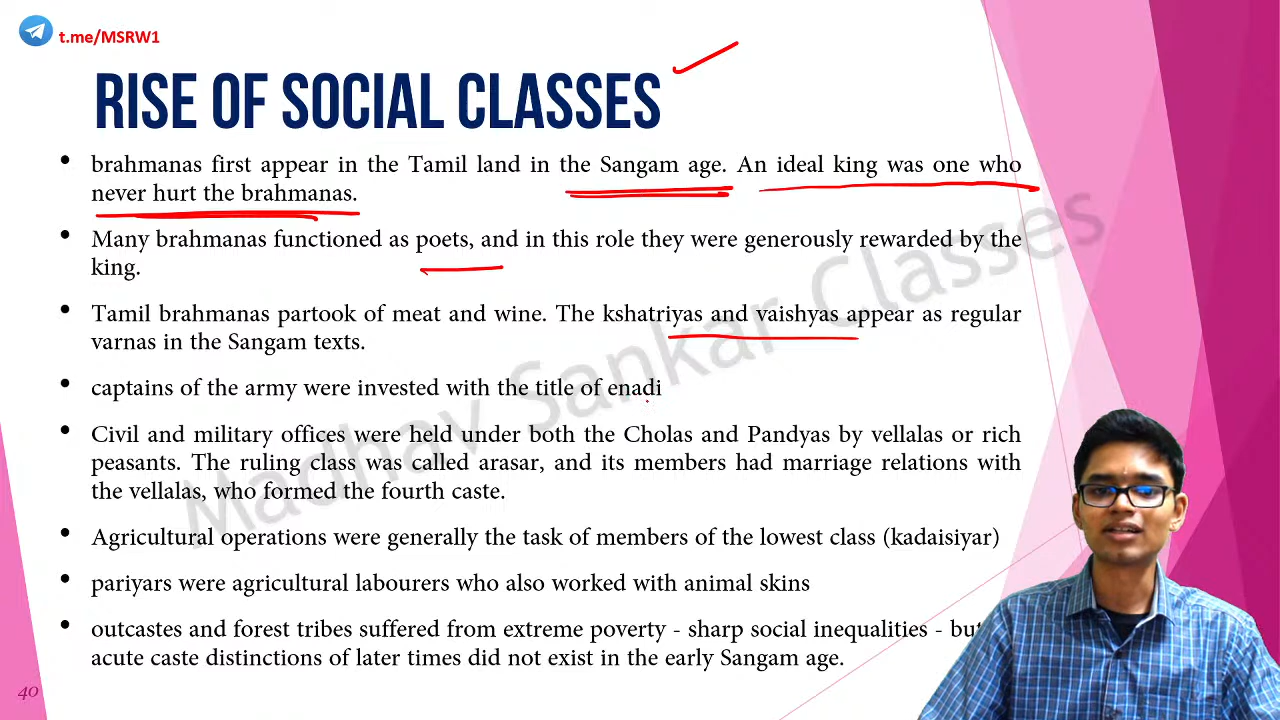 t.me/MSRW1
RISE OF SOCIAL CLASSES
• brahmanas first appear in the Tamil land in the Sangam age. An ideal king was one who
never hurt the brahmanas.
• Many brahmanas functioned as poets, and in this role they were generously rewarded by the
king.
• Tamil brahmanas partook of meat and wine. The kshatriyas and vaishyas appear as regular
varnas in the Sangam texts.
• captains of the army were invested with the title of enadi
• Civil and military offices were held under both the Cholas and Pandyas by vellalas or rich
peasants. The ruling class was called arasar, and its members had marriage relations with
the vellalas, who formed the fourth caste.
• Agricultural operations were generally the task of members of the lowest class (kadaisiyar)
• pariyars were agricultural labourers who also worked with animal skins
• outcastes and forest tribes suffered from extreme poverty - sharp social inequalities - but
acute caste distinctions of later times did not exist in the early Sangam age.
Madhav Sankar Classes
40